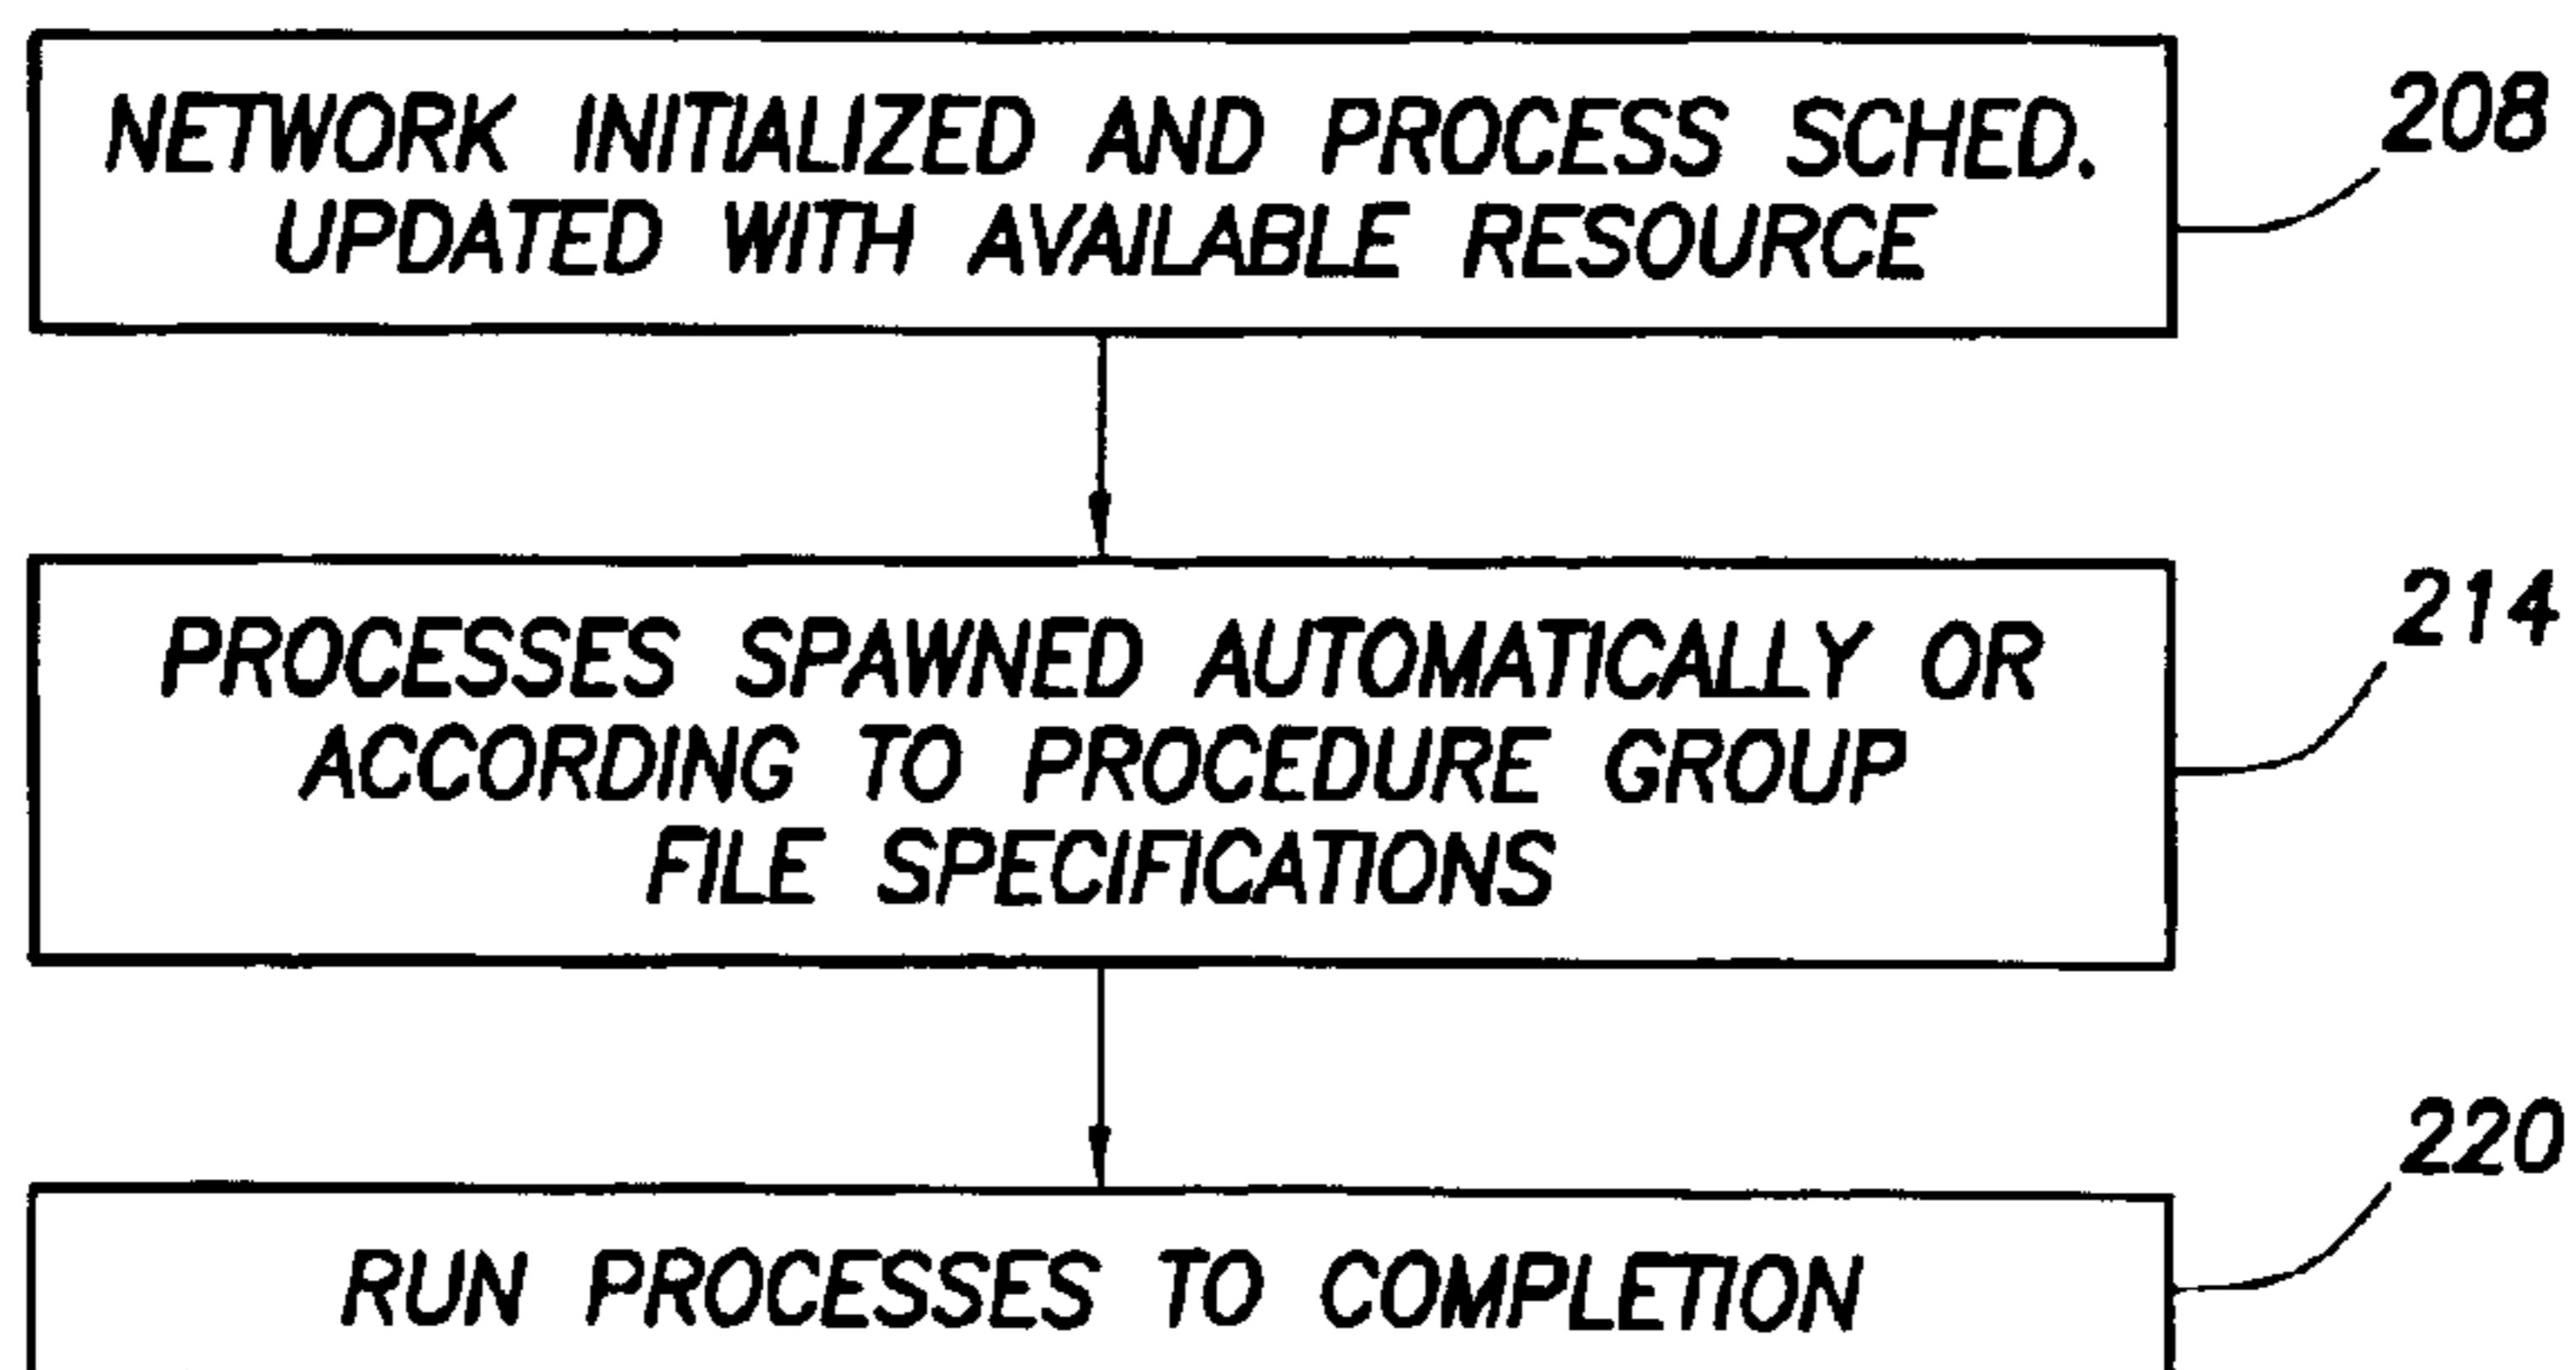 NETWORK INITIALIZED AND PROCESS SCHED.
UPDATED WITH AVAILABLE RESOURCE
208
PROCESSES SPAWNED AUTOMATICALLY OR
ACCORDING TO PROCEDURE GROUP
FILE SPECIFICATIONS
214
RUN PROCESSES TO COMPLETION
220